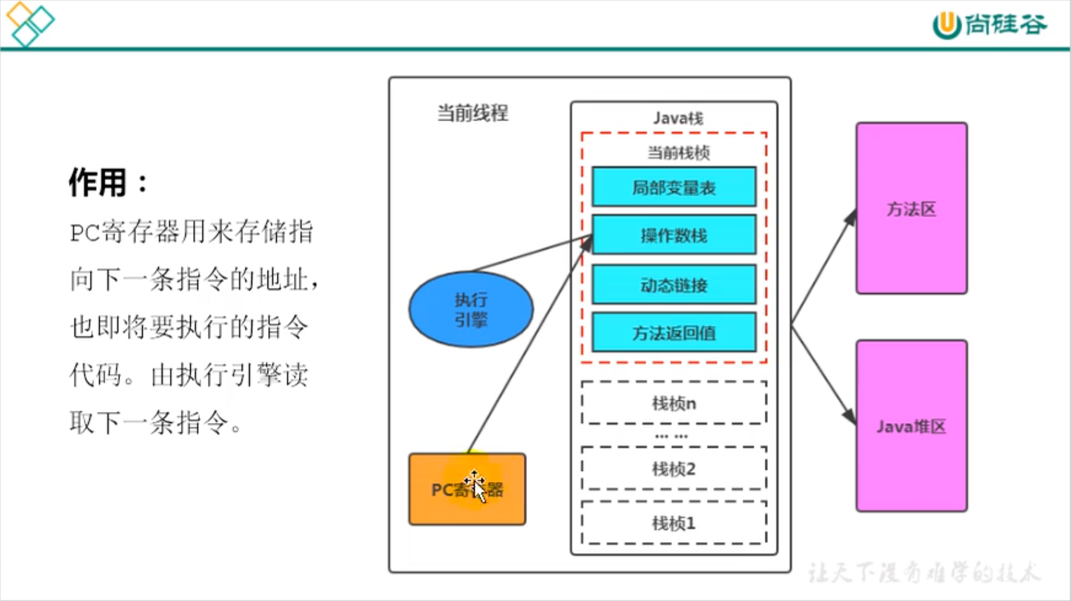 尚硅谷
作用：
PC寄存器用来存储指
向下一条指令的地址，
也即将要执行的指令
代码。由执行引擎读
取下一条指令。
当前线程
Java栈
当前栈桢
局部变量表
操作数栈
动态链接
方法返回值
执行
引擎
栈桢n
... ...
栈桢2
栈桢1
PC寄存器
方法区
Java堆区
让天下没有难学的技术